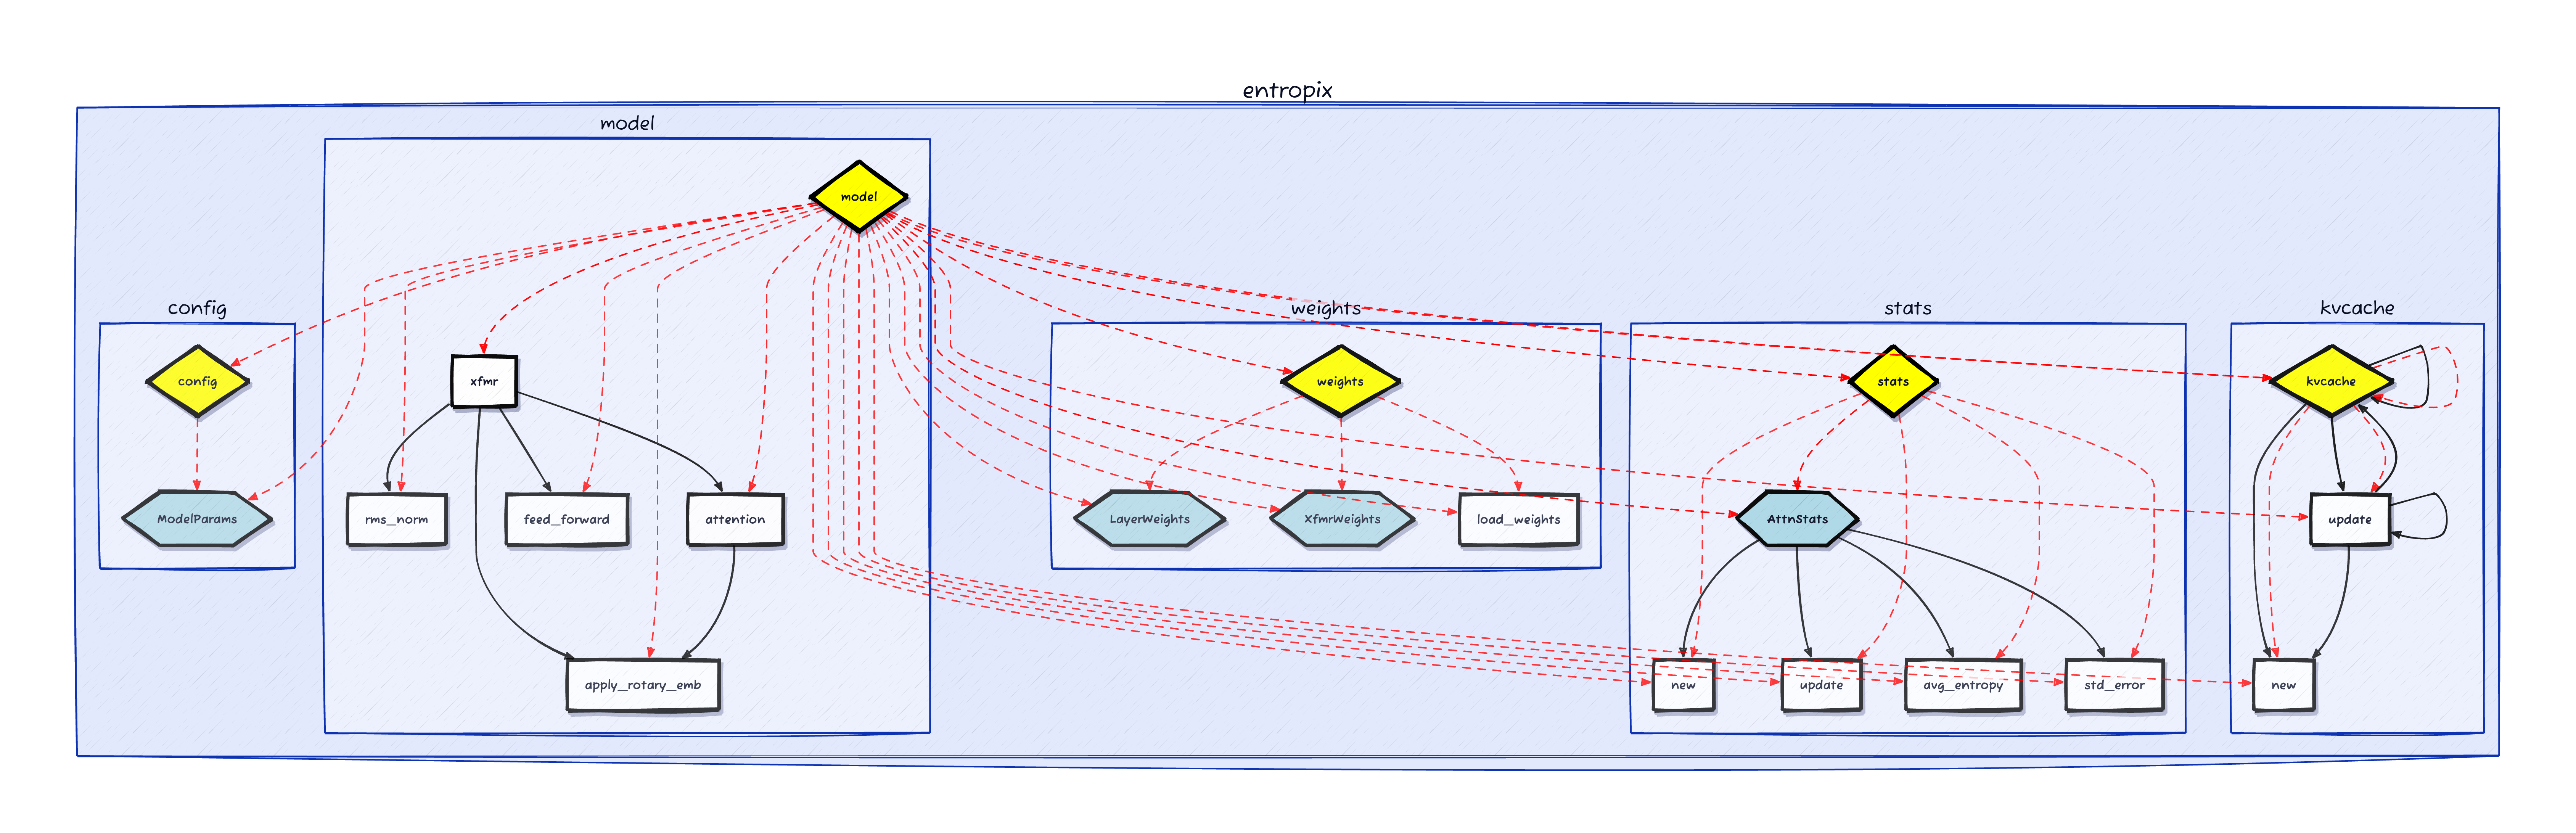 entropix
model
model
config
weights
stats
kvcache
config
xfmr
weights
stats
kvcache
ModelParams
rms_norm
feed_forward
attention
LayerWeights
XfmrWeights
load_weights
AttnStats
update
apply_rotary_emb
new
update
avg_entropy
std_error
new